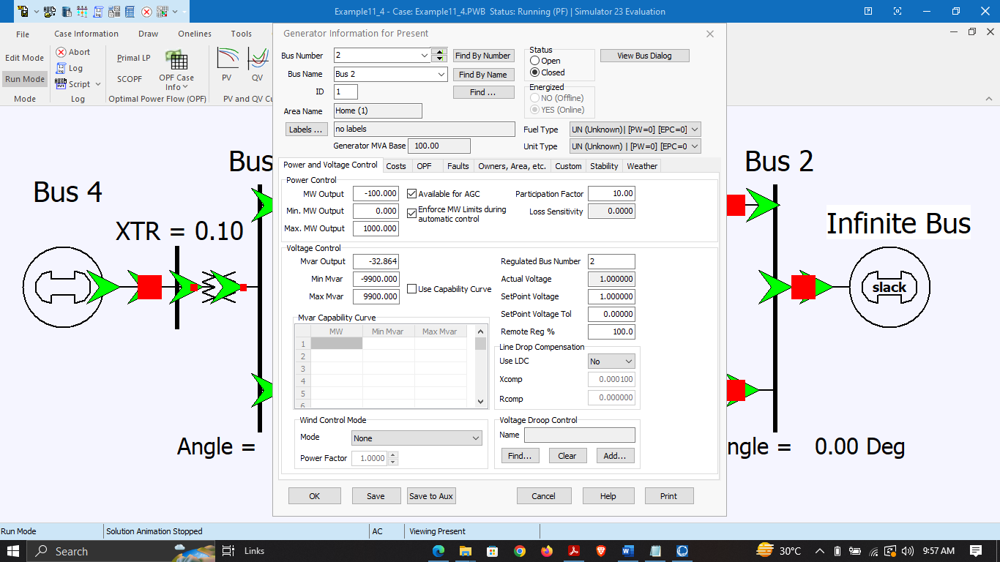 Example11_4 - Case: Example11_4.PWB Status: Running (PF) | Simulator 23 Evaluation
File Case Information Draw Onelines Tools
Edit Mode
Run Mode
Mode
Abort
Log
Script
Log
Primal LP
SCOPF
OPF Case
Info
Optimal Power Flow (OPF)
PV QV
PV and QV Cu
Generator Information for Present
Bus Number 2 Find By Number
Bus Name Bus 2 Find By Name
ID 1 Find ...
Area Name Home (1)
Labels ... no labels
Generator MVA Base 100.00
Status
Open
Closed
Energized
NO (Offline)
YES (Online)
View Bus Dialog
Fuel Type UN (Unknown)| [PW=0] [EPC=0]
Unit Type UN (Unknown) | [PW=0] [EPC=0
Power and Voltage Control Costs OPF Faults Owners, Area, etc. Custom Stability Weather
Power Control
MW Output -100.000
Min. MW Output 0.000
Max. MW Output 1000.000
Available for AGC
Enforce MW Limits during
automatic control
Participation Factor 10.00
Loss Sensitivity 0.0000
Voltage Control
Mvar Output -32.864
Min Mvar -9900.000
Max Mvar 9900.000
Use Capability Curve
Regulated Bus Number 2
Actual Voltage 1.000000
SetPoint Voltage 1.000000
SetPoint Voltage Tol 0.00000
Remote Reg % 100.0
Mvar Capability Curve
MW Min Mvar Max Mvar
1
2
3
4
5
6
Line Drop Compensation
Use LDC No
Xcomp 0.000100
Rcomp 0.000000
Wind Control Mode
Mode None
Power Factor 1.0000
Voltage Droop Control
Name
Find... Clear Add...
OK Save Save to Aux Cancel Help Print
Bus 4
Bus
XTR = 0.10
Angle =
Bus 2
Infinite Bus
slack
ngle = 0.00 Deg
Run Mode Solution Animation Stopped AC Viewing Present
Search Links 30°C 9:57 AM